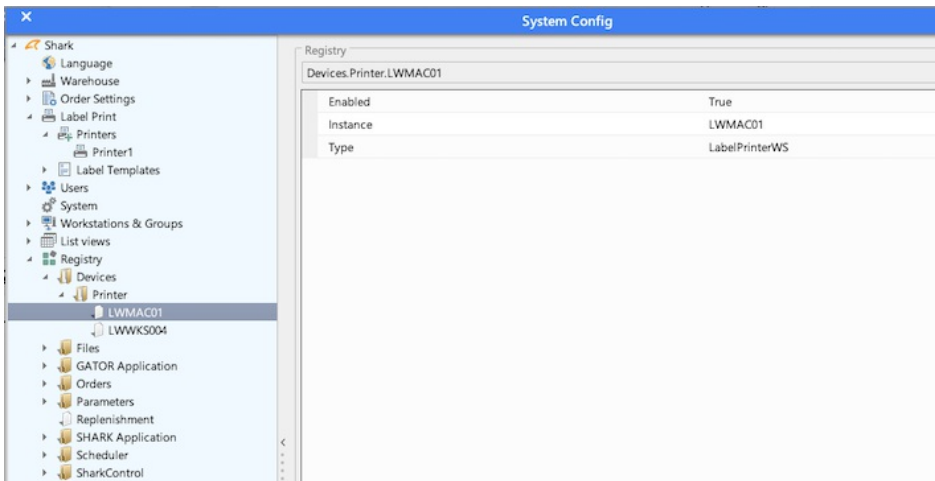 System Config
Shark
Language
Warehouse
Order Settings
Label Print
Printers
Printer1
Label Templates
Users
System
Workstations & Groups
List views
Registry
Devices
Printer
LWMAC01
LWWKS004
Files
GATOR Application
Orders
Parameters
Replenishment
SHARK Application
Scheduler
SharkControl
Registry
Devices.Printer.LWMAC01
Enabled True
Instance LWMAC01
Type LabelPrinterWS